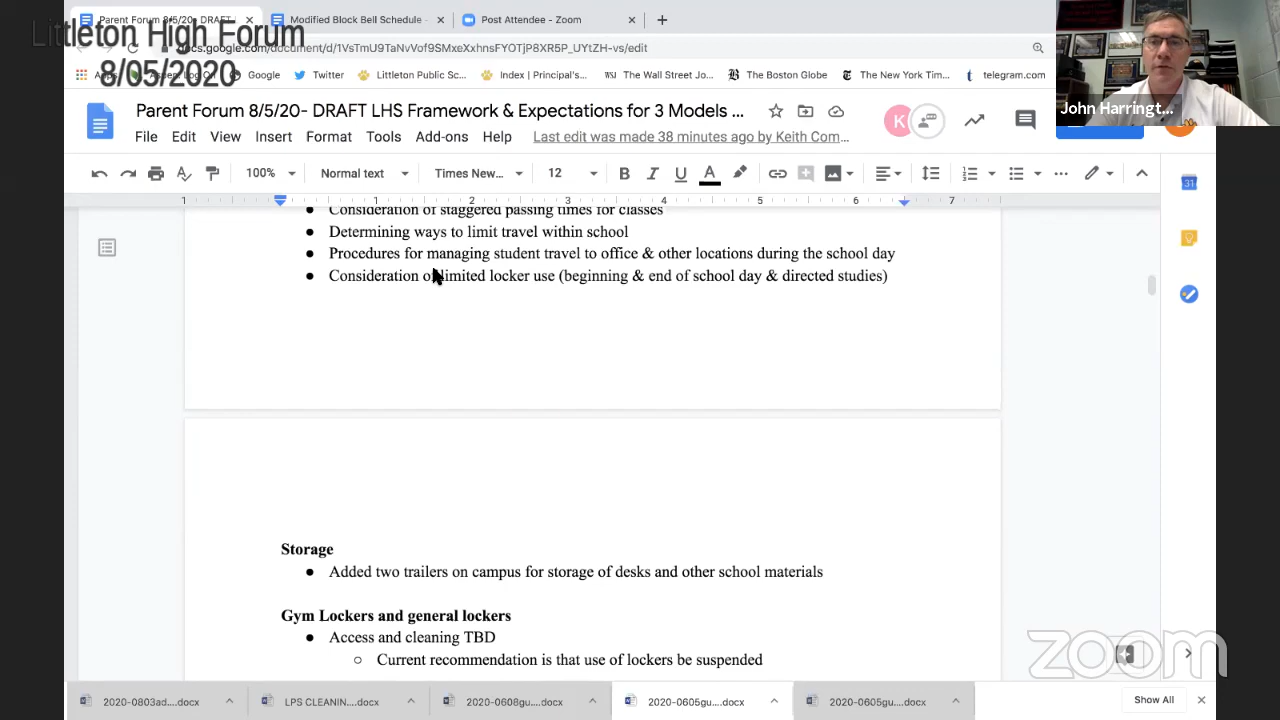 Parent Forum 8/5/20- DRAFT
Modified Block Bell Schedule -
Post Attendee - Zoom
Littleton High Forum
8/05/2020
docs.google.com/document/d/1VsTmU9TaNvVof9SMxeXxhnsFYOTjP8XR5P_UYtZH-vs/edit
Apps
Google
Twitter
Littleton Public Sc...
Index | Principal's...
The Wall Street Jo...
The Boston Globe
The New York Tim...
telegram.com
John Harringt...
Parent Forum 8/5/20- DRAFT LHS Framework & Expectations for 3 Models ...
File Edit View Insert Format Tools Add-ons Help Last edit was made 38 minutes ago by Keith Com...
100% Normal text Times New... 12
1 1 2 3 4 5 6 7
● Consideration of staggered passing times for classes
● Determining ways to limit travel within school
● Procedures for managing student travel to office & other locations during the school day
● Consideration of limited locker use (beginning & end of school day & directed studies)
Storage
● Added two trailers on campus for storage of desks and other school materials
Gym Lockers and general lockers
● Access and cleaning TBD
○ Current recommendation is that use of lockers be suspended
zoom
2020-0803ad....docx
LPS CLEANIN....docx
2020-0608gu....docx
2020-0605gu....docx
2020-0605gu....docx
Show All